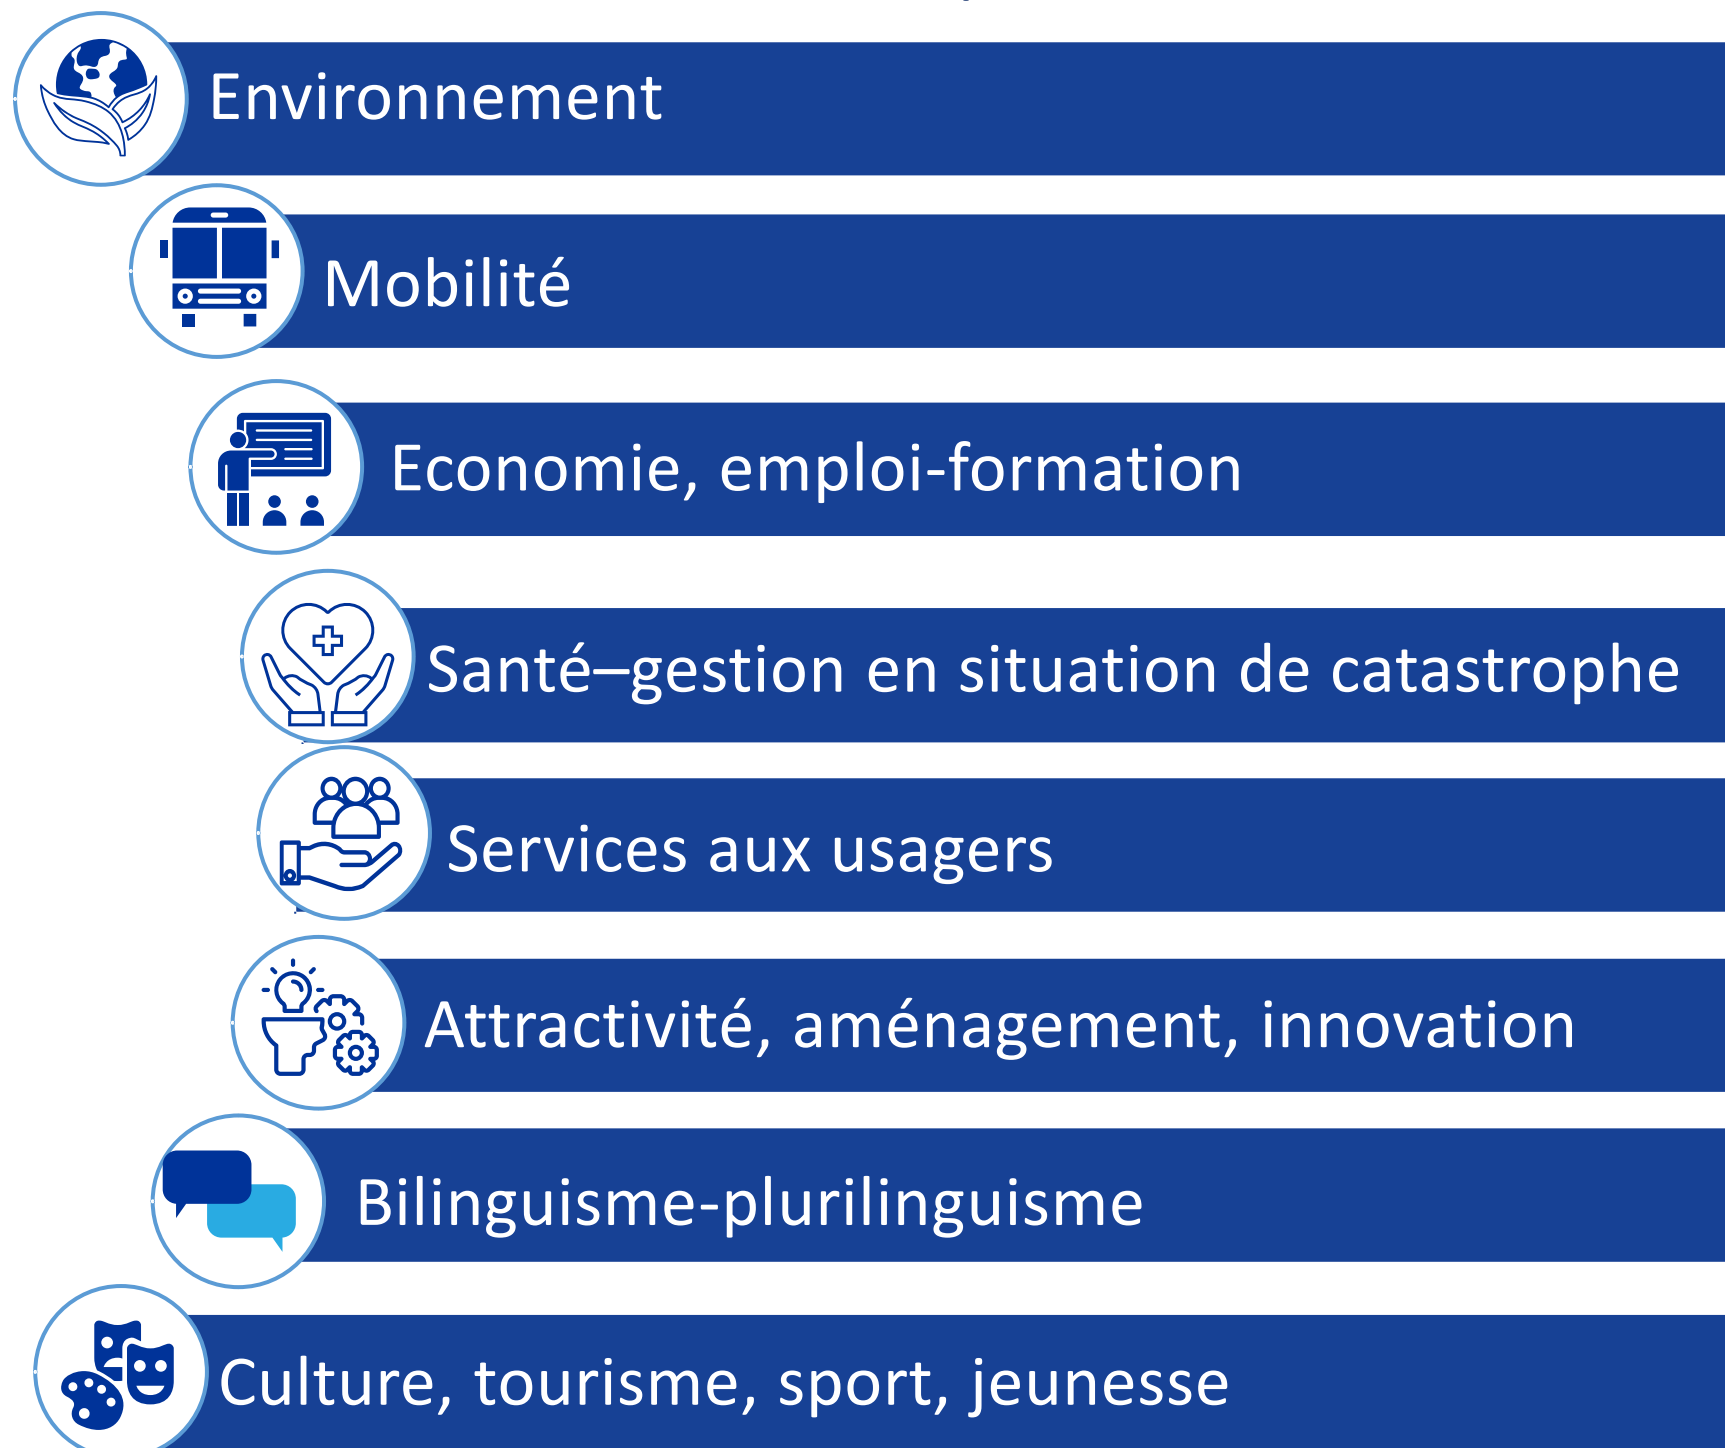 Environnement
Mobilité
Economie, emploi-formation
Santé–gestion en situation de catastrophe
Services aux usagers
Attractivité, aménagement, innovation
Bilinguisme-plurilinguisme
Culture, tourisme, sport, jeunesse